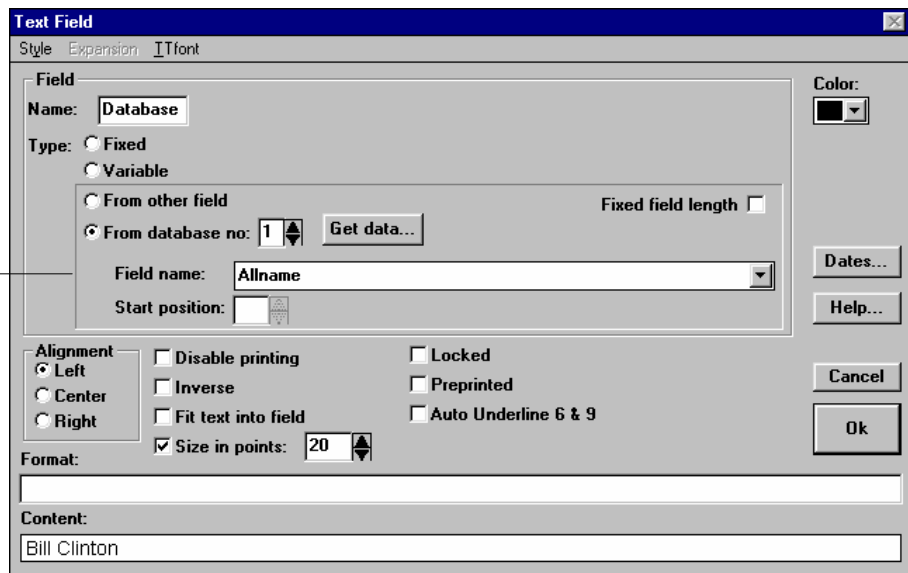 Text Field
Style Expansion TTfont
Field
Name: Database
Color:
Type: Fixed
Variable
From other field
Fixed field length
From database no: 1 Get data...
Field name: Allname
Start position:
Dates...
Help...
Alignment
Left
Center
Right
Disable printing
Inverse
Fit text into field
Size in points: 20
Locked
Preprinted
Auto Underline 6 & 9
Cancel
Ok
Format:
Content:
Bill Clinton